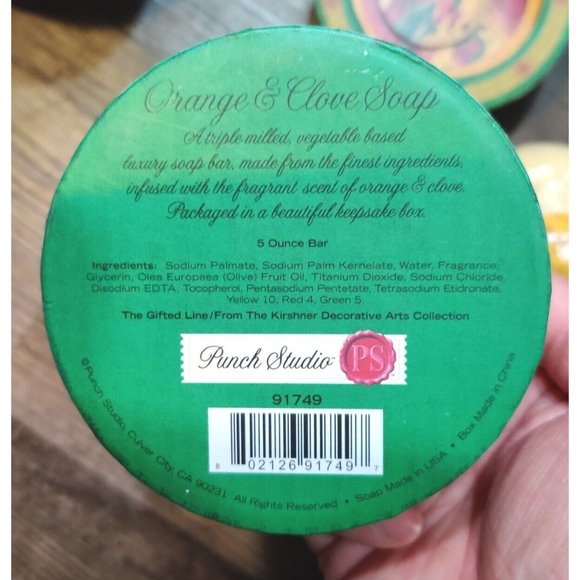 Orange & Clove Soap
A triple milled, vegetable based
luxury soap bar, made from the finest ingredients,
infused with the fragrant scent of orange & clove.
Packaged in a beautiful keepsake box.
5 Ounce Bar
Ingredients: Sodium Palmate, Sodium Palm Kernelate, Water, Fragrance,
Glycerin, Olea Europaea (Olive) Fruit Oil, Titanium Dioxide, Sodium Chloride,
Disodium EDTA, Tocopherol, Pentasodium Pentetate, Tetrasodium Etidronate,
Yellow 10, Red 4, Green 5
The Gifted Line/From The Kirshner Decorative Arts Collection
Punch Studio™ PS
91749
8 02126 91749 7
©Punch Studio, Culver City, CA 90231 All Rights Reserved • Soap Made in USA • Box Made in China